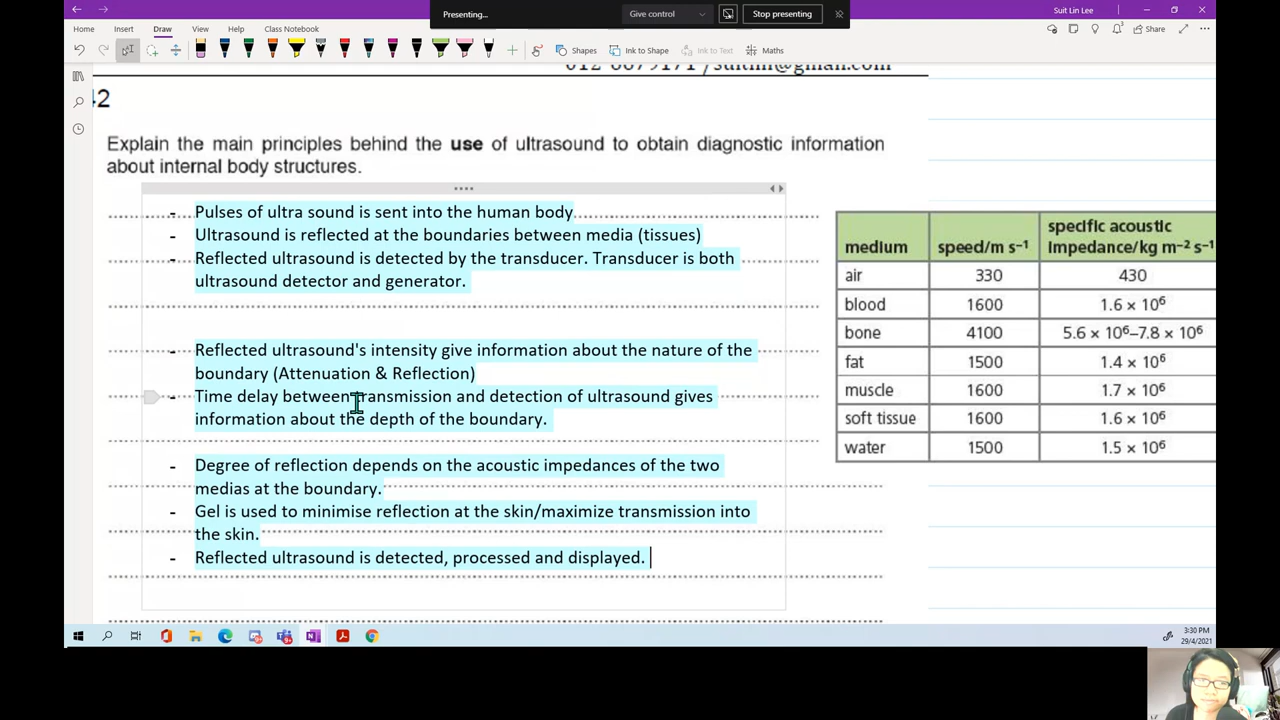 Presenting...
Give control
Stop presenting
Suit Lin Lee
Home Insert Draw View Help Class Notebook
Share
Shapes Ink to Shape Ink to Text Maths
012-6679171 / suitlin@gmail.com
42
Explain the main principles behind the use of ultrasound to obtain diagnostic information
about internal body structures.
- Pulses of ultra sound is sent into the human body
- Ultrasound is reflected at the boundaries between media (tissues)
- Reflected ultrasound is detected by the transducer. Transducer is both
ultrasound detector and generator.
- Reflected ultrasound's intensity give information about the nature of the
boundary (Attenuation & Reflection)
- Time delay between transmission and detection of ultrasound gives
information about the depth of the boundary.
- Degree of reflection depends on the acoustic impedances of the two
medias at the boundary.
- Gel is used to minimise reflection at the skin/maximize transmission into
the skin.
- Reflected ultrasound is detected, processed and displayed.
medium speed/m s⁻¹ specific acoustic impedance/kg m⁻² s⁻¹
air 330 430
blood 1600 1.6 × 10⁶
bone 4100 5.6 × 10⁶–7.8 × 10⁶
fat 1500 1.4 × 10⁶
muscle 1600 1.7 × 10⁶
soft tissue 1600 1.6 × 10⁶
water 1500 1.5 × 10⁶
3:30 PM
29/4/2021